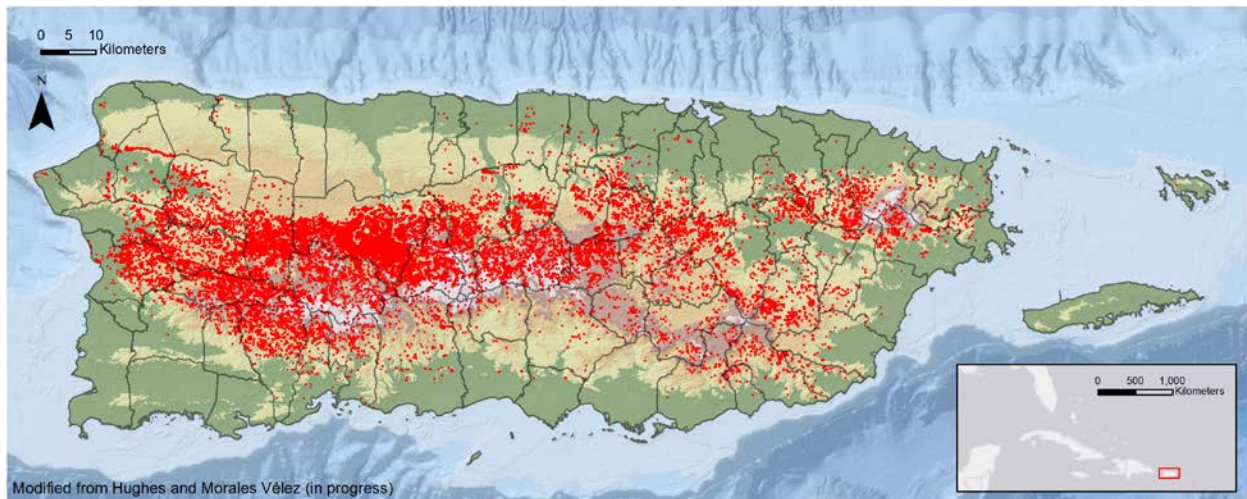 0 5 10
Kilometers
N
0 500 1,000
Kilometers
Modified from Hughes and Morales Vélez (in progress)